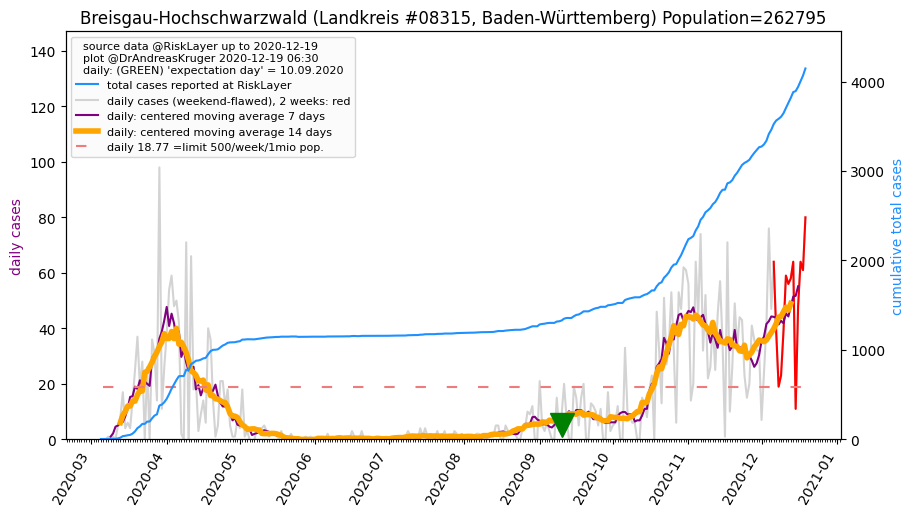 Breisgau-Hochschwarzwald (Landkreis #08315, Baden-Württemberg) Population=262795
source data @RiskLayer up to 2020-12-19
plot @DrAndreasKruger 2020-12-19 06:30
daily: (GREEN) 'expectation day' = 10.09.2020
total cases reported at RiskLayer
daily cases (weekend-flawed), 2 weeks: red
daily: centered moving average 7 days
daily: centered moving average 14 days
daily 18.77 =limit 500/week/1mio pop.
daily cases
140
120
100
80
60
40
20
0
cumulative total cases
4000
3000
2000
1000
0
2020-03
2020-04
2020-05
2020-06
2020-07
2020-08
2020-09
2020-10
2020-11
2020-12
2021-01